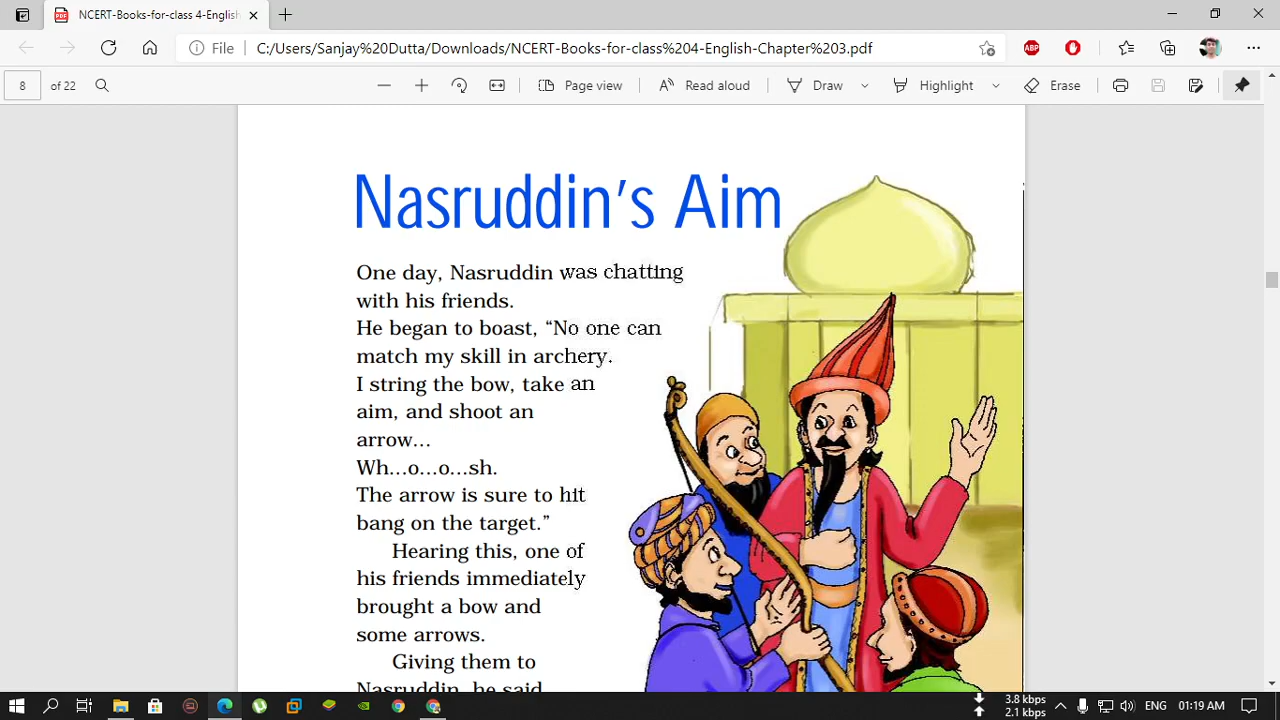 NCERT-Books-for class 4-English
File C:/Users/Sanjay%20Dutta/Downloads/NCERT-Books-for-class%204-English-Chapter%203.pdf
ABP
8 of 22 Page view Read aloud Draw Highlight Erase
Nasruddin's Aim
One day, Nasruddin was chatting
with his friends.
He began to boast, “No one can
match my skill in archery.
I string the bow, take an
aim, and shoot an
arrow...
Wh...o...o...sh.
The arrow is sure to hit
bang on the target.”
Hearing this, one of
his friends immediately
brought a bow and
some arrows.
Giving them to
Nasruddin, he said
3.8 kbps
2.1 kbps
ENG 01:19 AM